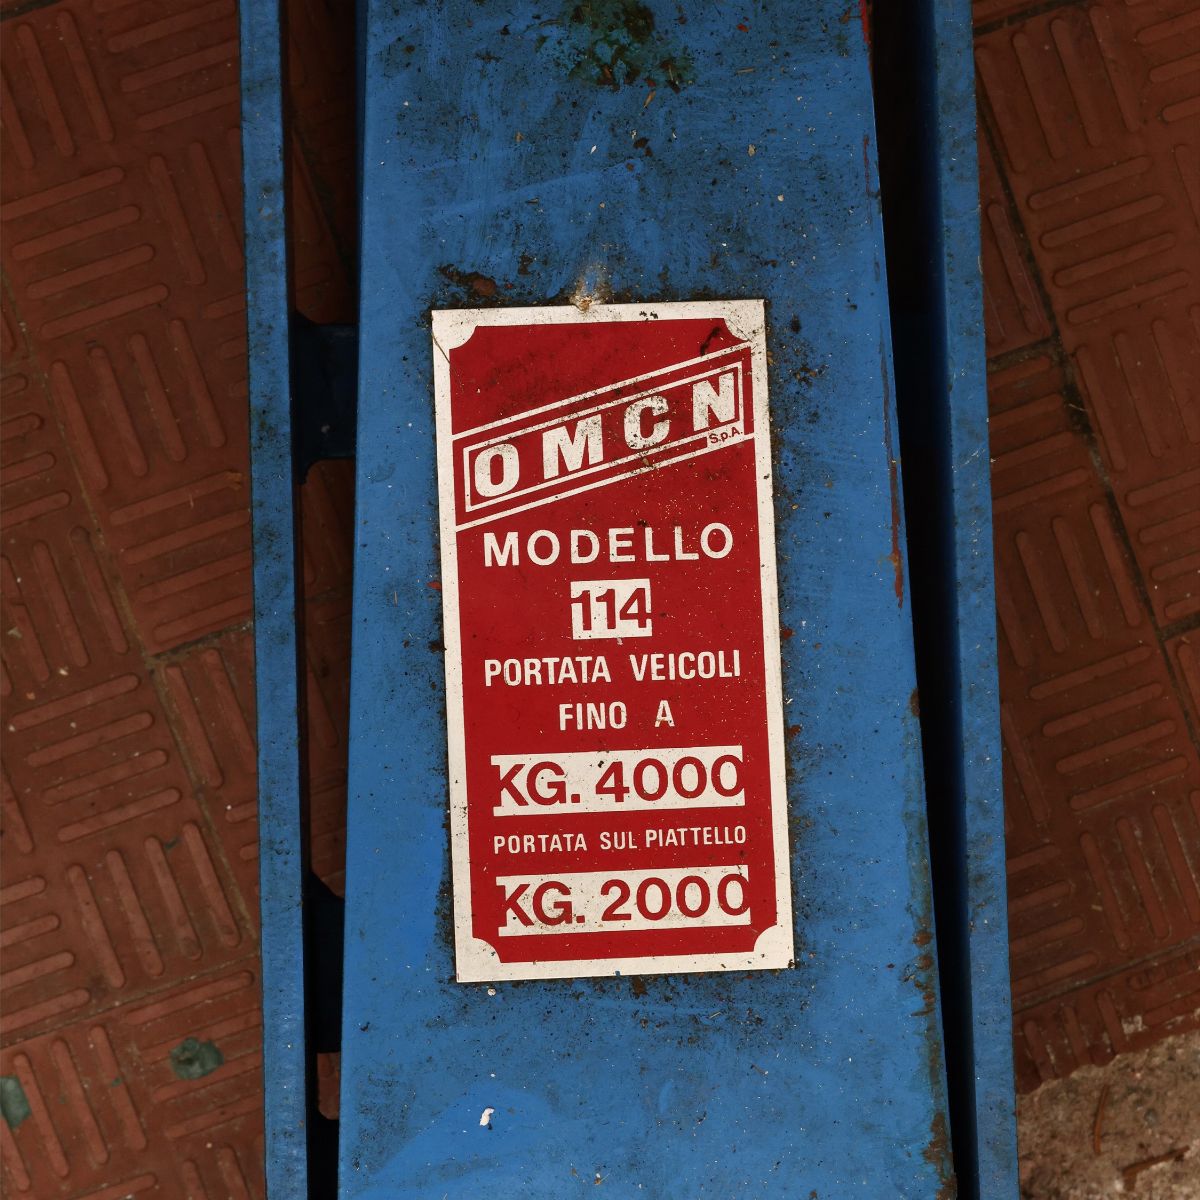 OMCN
S.p.A.
MODELLO
114
PORTATA VEICOLI
FINO A
KG. 4000
PORTATA SUL PIATTELLO
KG. 2000